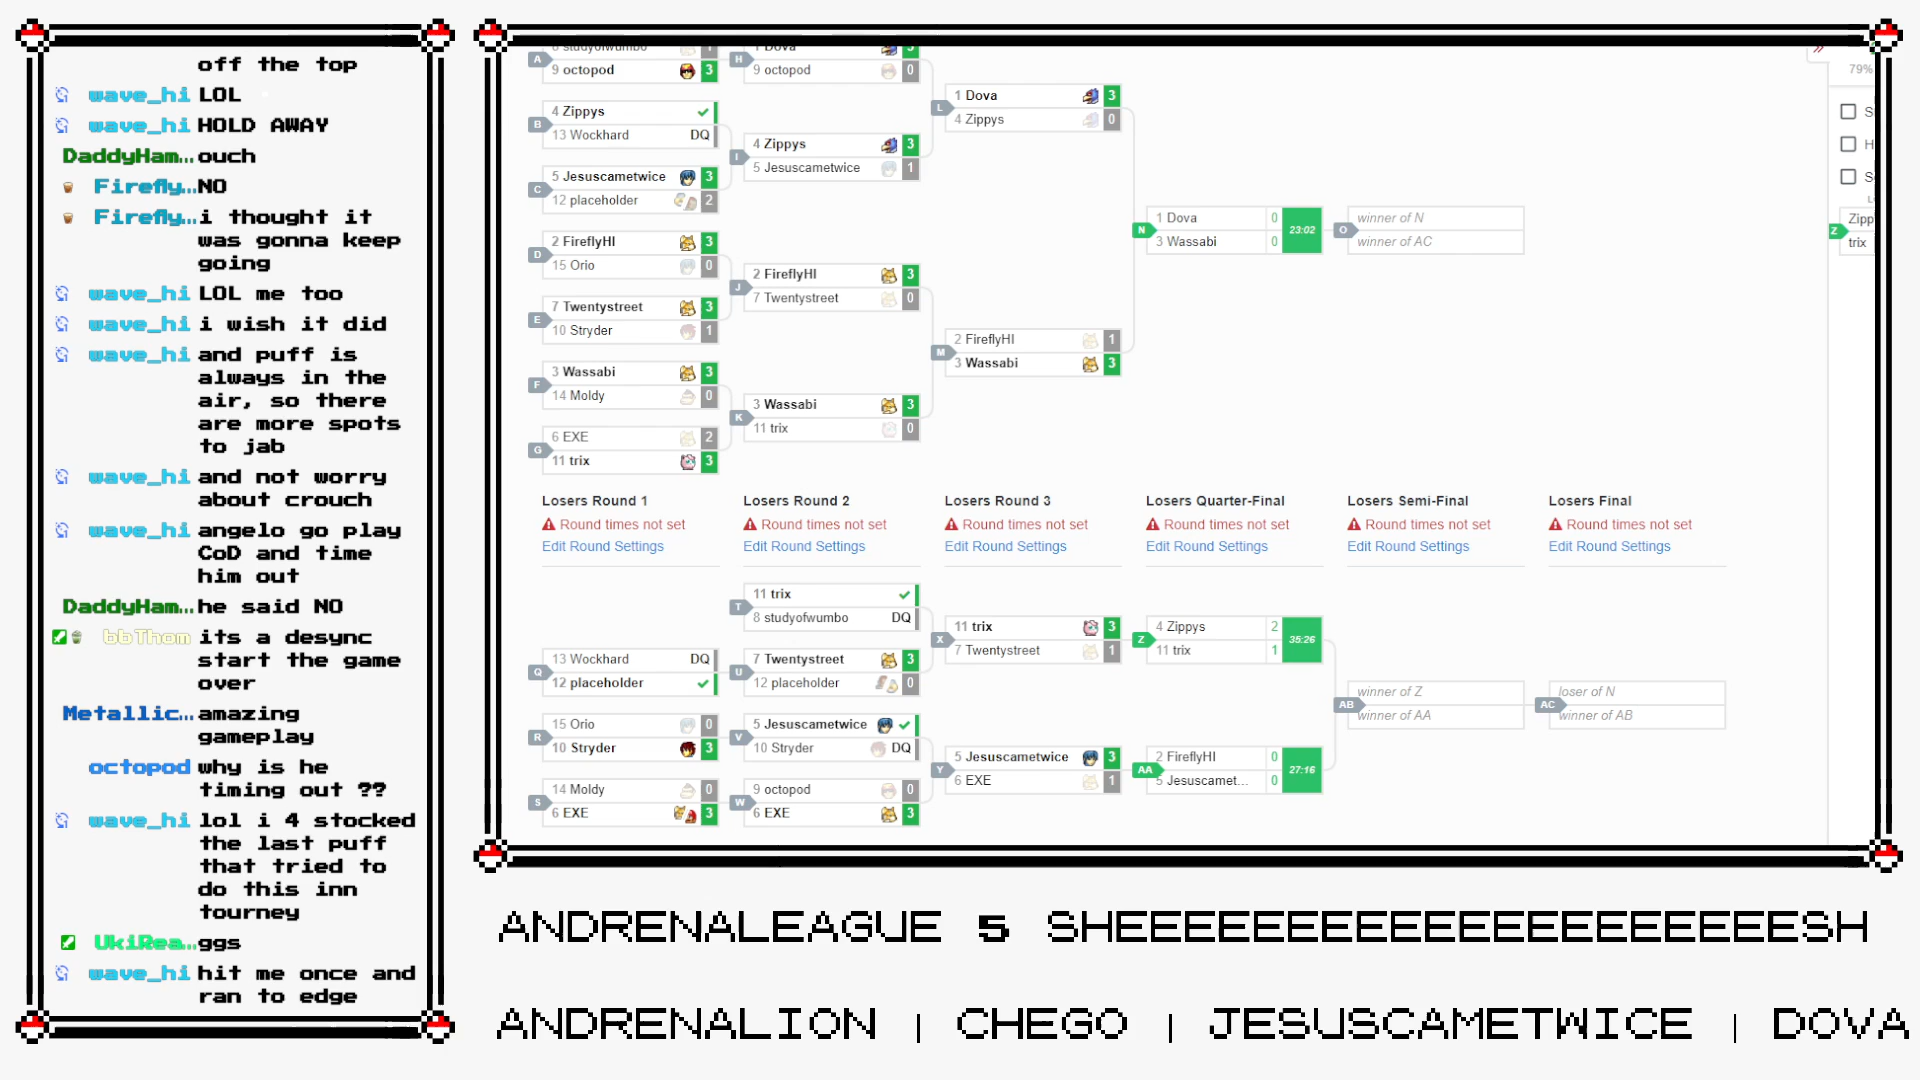 off the top
wave_hi LOL
wave_hi HOLD AWAY
DaddyHam... ouch
Firefly... NO
Firefly... i thought it
was gonna keep
going
wave_hi LOL me too
wave_hi i wish it did
wave_hi and puff is
always in the
air, so there
are more spots
to jab
wave_hi and not worry
about crouch
wave_hi angelo go play
CoD and time
him out
DaddyHam... he said NO
bbThom its a desync
start the game
over
Metallic... amazing
gameplay
octopod why is he
timing out ??
wave_hi lol i 4 stocked
the last puff
that tried to
do this inn
tourney
UkiRea... ggs
wave_hi hit me once and
ran to edge
A
6 studyofwumbo 1
9 octopod 3
B
4 Zippys
13 Wockhard DQ
C
5 Jesuscametwice 3
12 placeholder 2
D
2 FireflyHI 3
15 Orio 0
E
7 Twentystreet 3
10 Stryder 1
F
3 Wassabi 3
14 Moldy 0
G
6 EXE 2
11 trix 3
H
1 Dova 3
9 octopod 0
I
4 Zippys 3
5 Jesuscametwice 1
J
2 FireflyHI 3
7 Twentystreet 0
K
3 Wassabi 3
11 trix 0
L
1 Dova 3
4 Zippys 0
M
2 FireflyHI 1
3 Wassabi 3
N
1 Dova 0
3 Wassabi 0
23:02
O
winner of N
winner of AC
79%
S
H
S
Z
Zipp
trix
Losers Round 1
Round times not set
Edit Round Settings
Losers Round 2
Round times not set
Edit Round Settings
Losers Round 3
Round times not set
Edit Round Settings
Losers Quarter-Final
Round times not set
Edit Round Settings
Losers Semi-Final
Round times not set
Edit Round Settings
Losers Final
Round times not set
Edit Round Settings
Q
13 Wockhard DQ
12 placeholder
R
15 Orio 0
10 Stryder 3
S
14 Moldy 0
6 EXE 3
T
11 trix
8 studyofwumbo DQ
U
7 Twentystreet 3
12 placeholder 0
V
5 Jesuscametwice
10 Stryder DQ
W
9 octopod 0
6 EXE 3
X
11 trix 3
7 Twentystreet 1
Y
5 Jesuscametwice 3
6 EXE 1
Z
4 Zippys 2
11 trix 1
35:26
AA
2 FireflyHI 0
5 Jesuscamet... 0
27:16
AB
winner of Z
winner of AA
AC
loser of N
winner of AB
ANDRENALEAGUE 5 SHEEEEEEEEEEEEEEEEEEEESH
ANDRENALION | CHEGO | JESUSCAMETWICE | DOVA